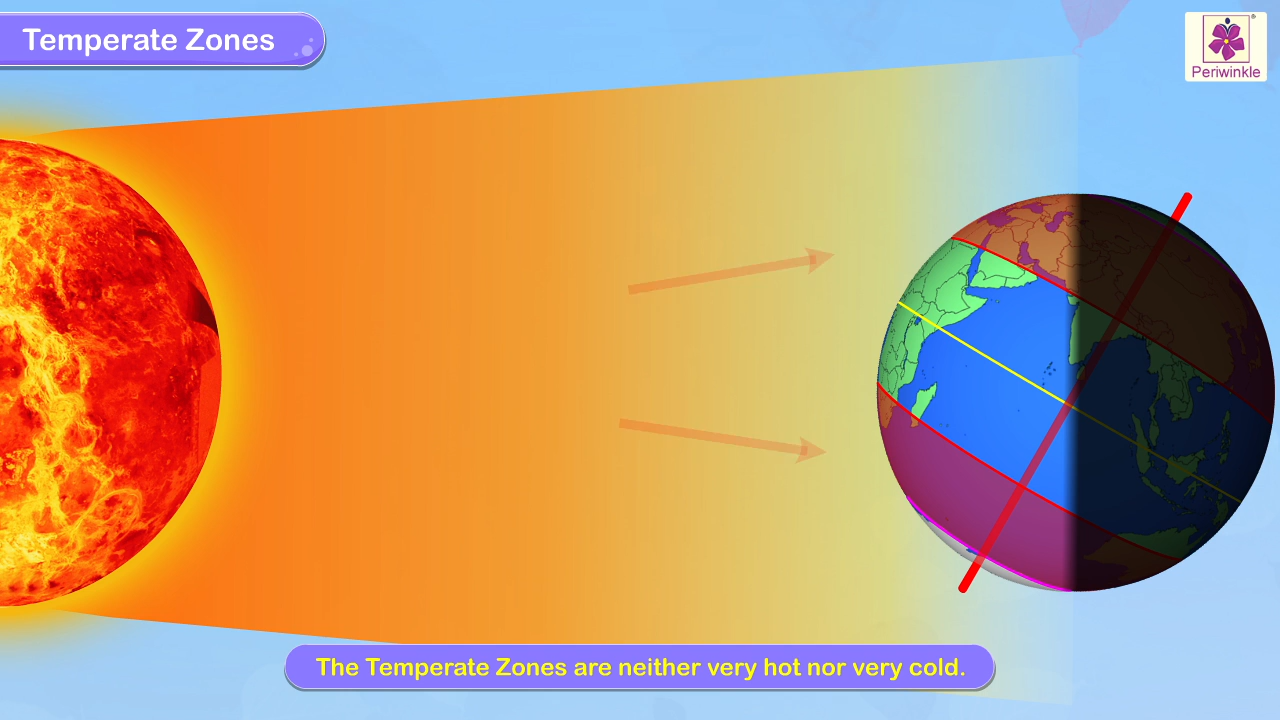 Temperate Zones
®
Periwinkle
The Temperate Zones are neither very hot nor very cold.